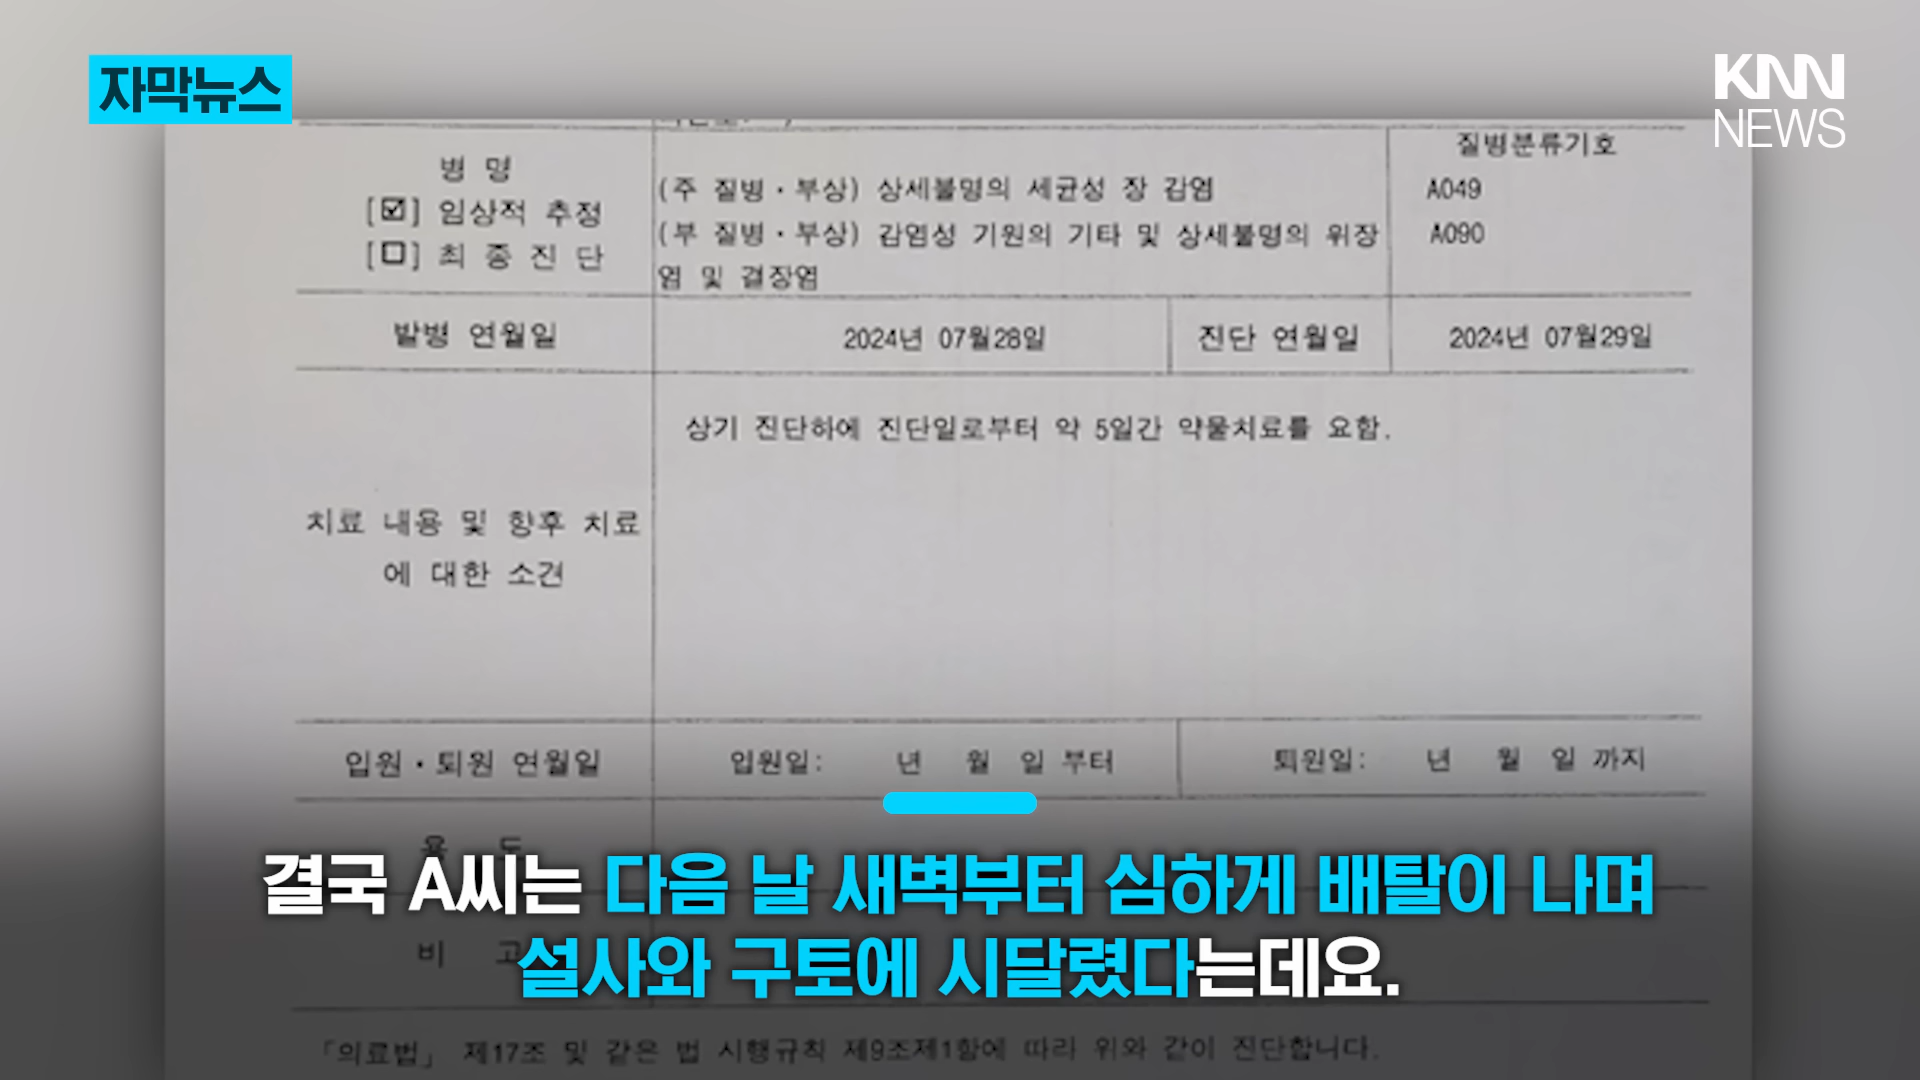 자막뉴스
KNN
NEWS
질병분류기호
병 명
[☑] 임상적 추정
[☐] 최 종 진 단
(주 질병·부상) 상세불명의 세균성 장 감염
A049
(부 질병·부상) 감염성 기원의 기타 및 상세불명의 위장
A090
염 및 결장염
발병 연월일
2024년 07월28일
진단 연월일
2024년 07월29일
상기 진단하에 진단일로부터 약 5일간 약물치료를 요함.
치료 내용 및 향후 치료
에 대한 소견
입원·퇴원 연월일
입원일: 년 월 일 부터
퇴원일: 년 월 일 까지
용 도
결국 A씨는 다음 날 새벽부터 심하게 배탈이 나며
비 고
설사와 구토에 시달렸다는데요.
「의료법」 제17조 및 같은 법 시행규칙 제9조제1항에 따라 위와 같이 진단합니다.